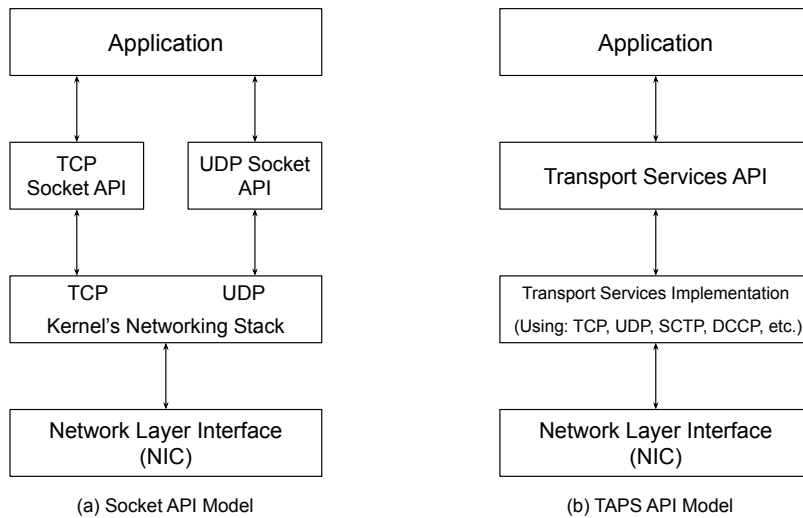 Application
TCP
Socket API
UDP Socket
API
TCP UDP
Kernel's Networking Stack
Network Layer Interface
(NIC)
(a) Socket API Model
Application
Transport Services API
Transport Services Implementation
(Using: TCP, UDP, SCTP, DCCP, etc.)
Network Layer Interface
(NIC)
(b) TAPS API Model